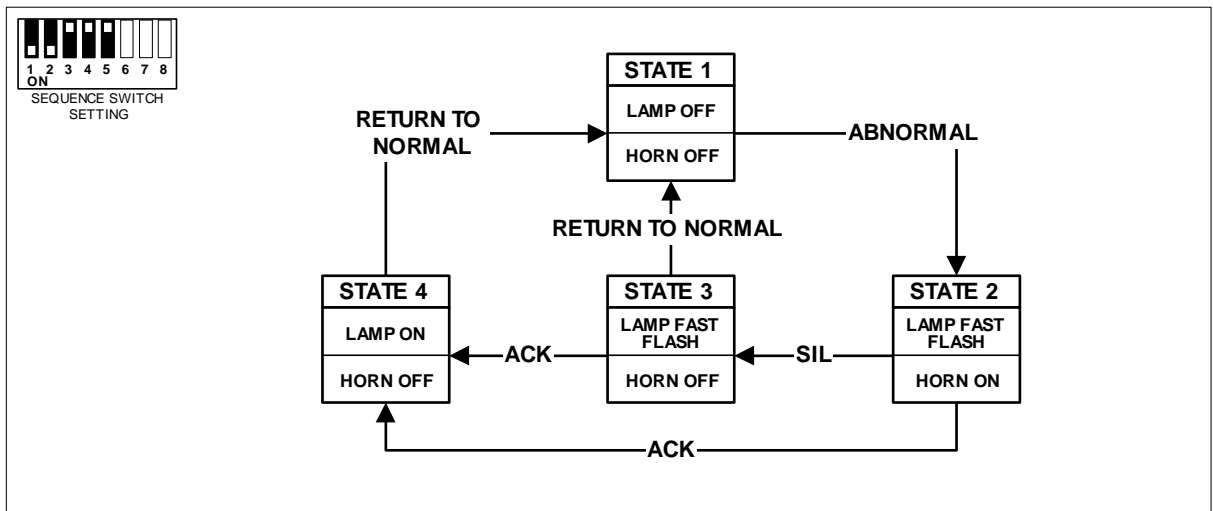 1 2 3 4 5 6 7 8
ON
SEQUENCE SWITCH
SETTING
STATE 1
LAMP OFF
HORN OFF
RETURN TO
NORMAL
ABNORMAL
RETURN TO NORMAL
STATE 4
LAMP ON
HORN OFF
STATE 3
LAMP FAST
FLASH
HORN OFF
STATE 2
LAMP FAST
FLASH
HORN ON
ACK
SIL
ACK